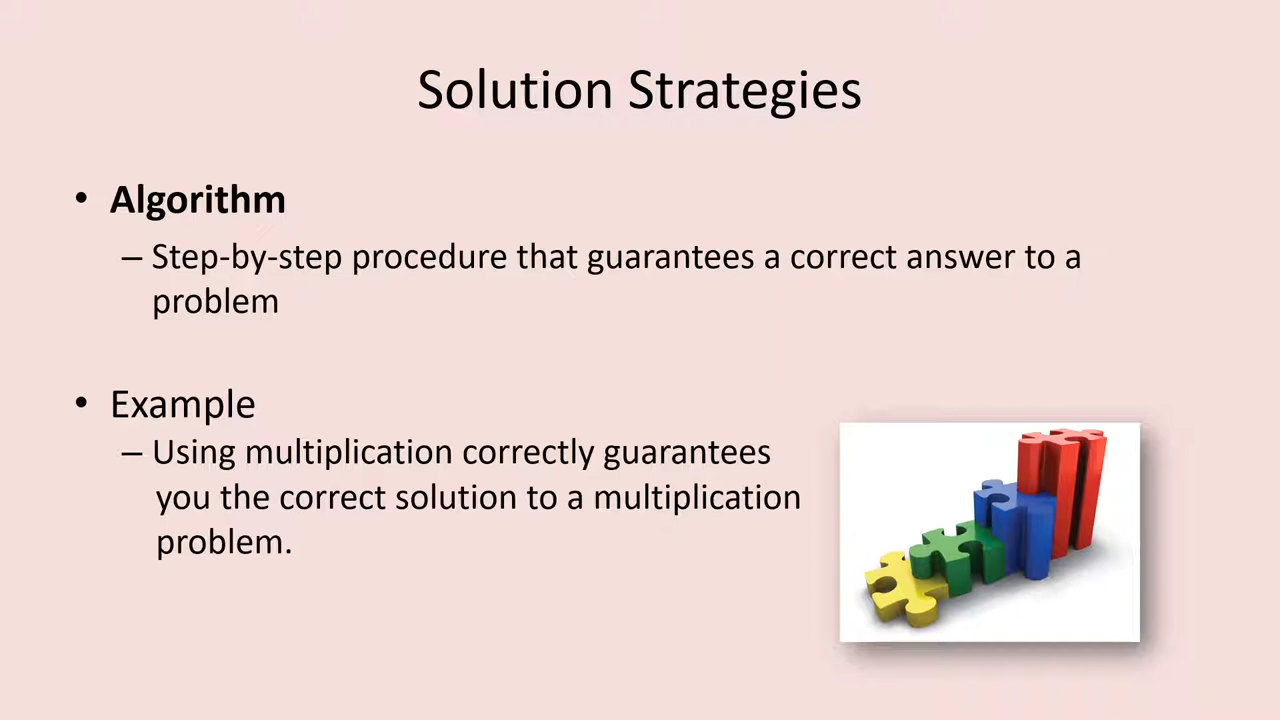 Solution Strategies
• Algorithm
– Step-by-step procedure that guarantees a correct answer to a
problem
• Example
– Using multiplication correctly guarantees
you the correct solution to a multiplication
problem.